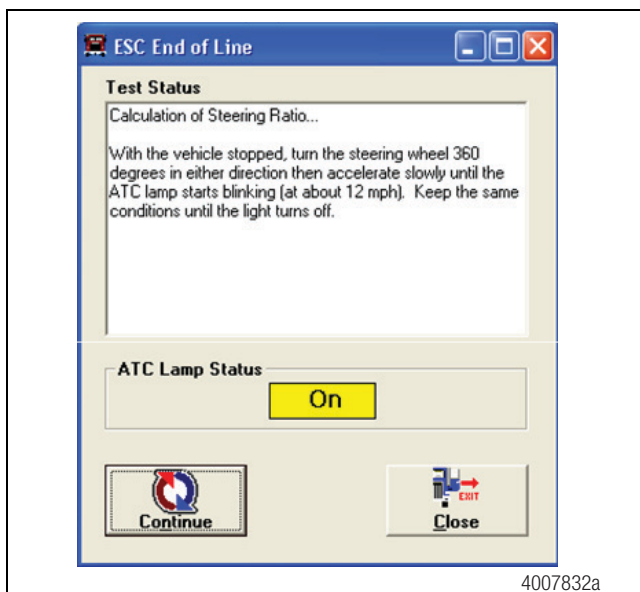 ESC End of Line
Test Status
Calculation of Steering Ratio...
With the vehicle stopped, turn the steering wheel 360
degrees in either direction then accelerate slowly until the
ATC lamp starts blinking (at about 12 mph). Keep the same
conditions until the light turns off.
ATC Lamp Status
On
EXIT
Continue
Close
4007832a